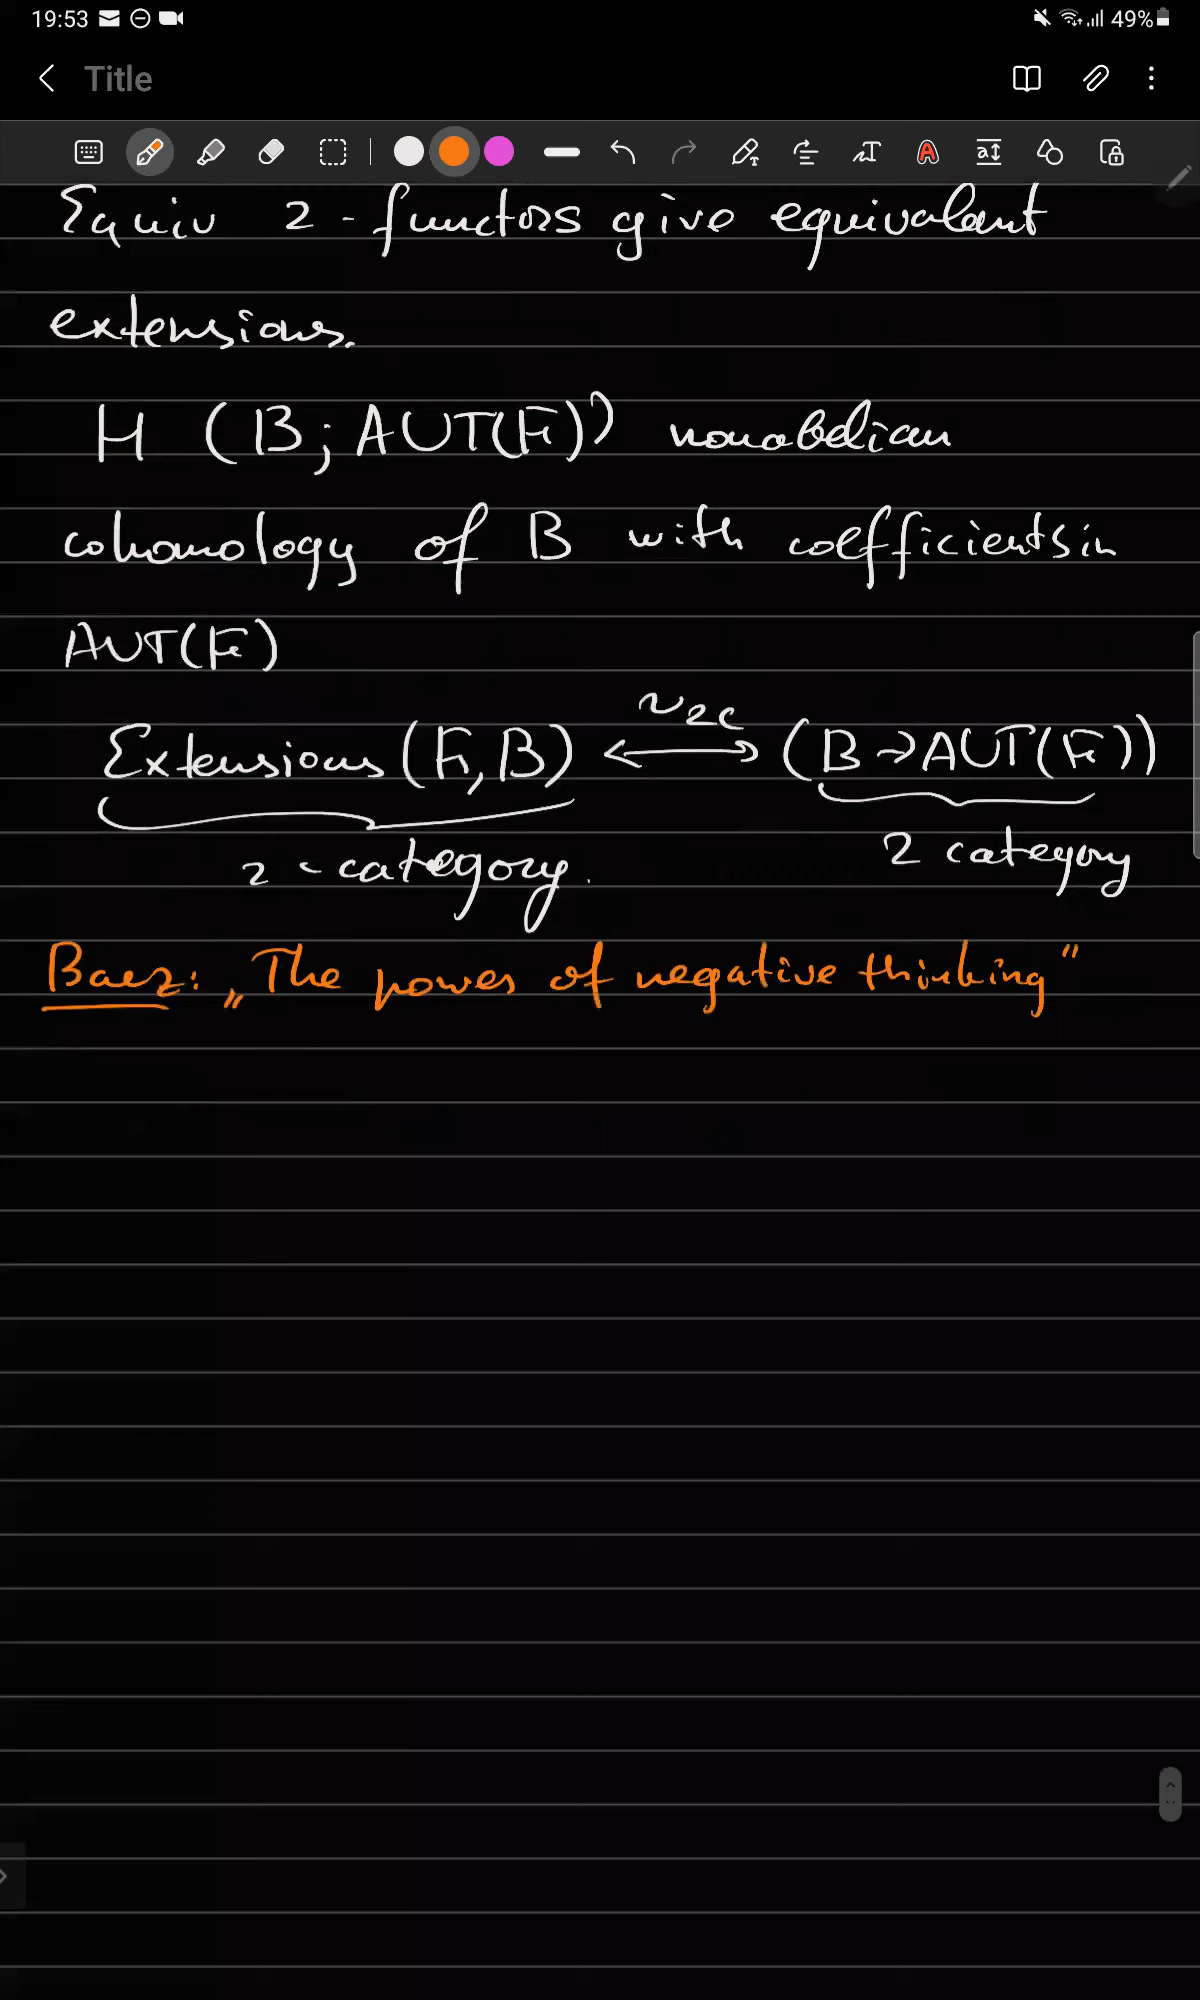 19:53
49%
Title
Equiv 2-functors give equivalent
extensions.
H (B; AUT(F)) nonabelian
cohomology of B with coefficients in
AUT(F)
~2c
Extensions (F, B) ↔ (B → AUT(F))
2-category.
2 category
Baez: „The power of negative thinking"